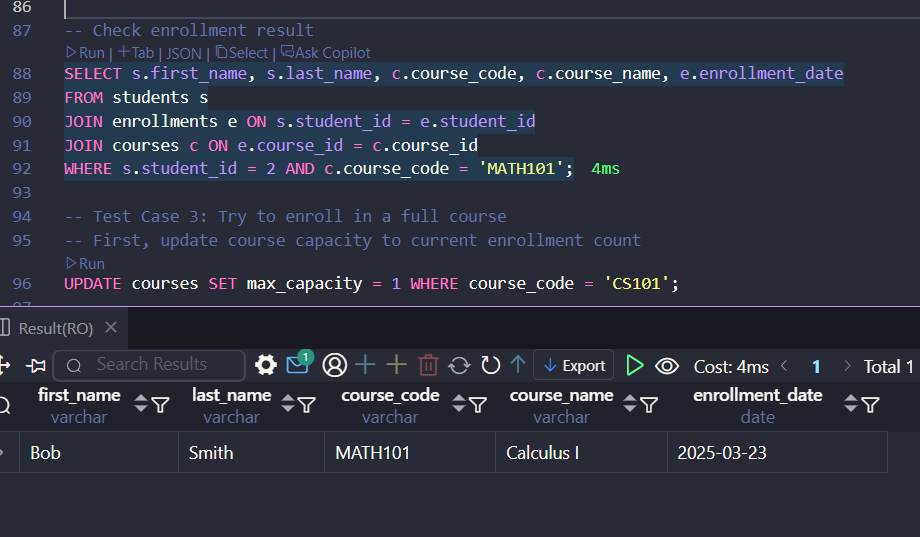 86
87 -- Check enrollment result
Run | Tab | JSON | Select | Ask Copilot
88 SELECT s.first_name, s.last_name, c.course_code, c.course_name, e.enrollment_date
89 FROM students s
90 JOIN enrollments e ON s.student_id = e.student_id
91 JOIN courses c ON e.course_id = c.course_id
92 WHERE s.student_id = 2 AND c.course_code = 'MATH101'; 4ms
93
94 -- Test Case 3: Try to enroll in a full course
95 -- First, update course capacity to current enrollment count
Run
96 UPDATE courses SET max_capacity = 1 WHERE course_code = 'CS101';
97
Result(RO)
Search Results 1 Export Cost: 4ms 1 Total 1
first_name last_name course_code course_name enrollment_date
varchar varchar varchar varchar date
Bob Smith MATH101 Calculus I 2025-03-23